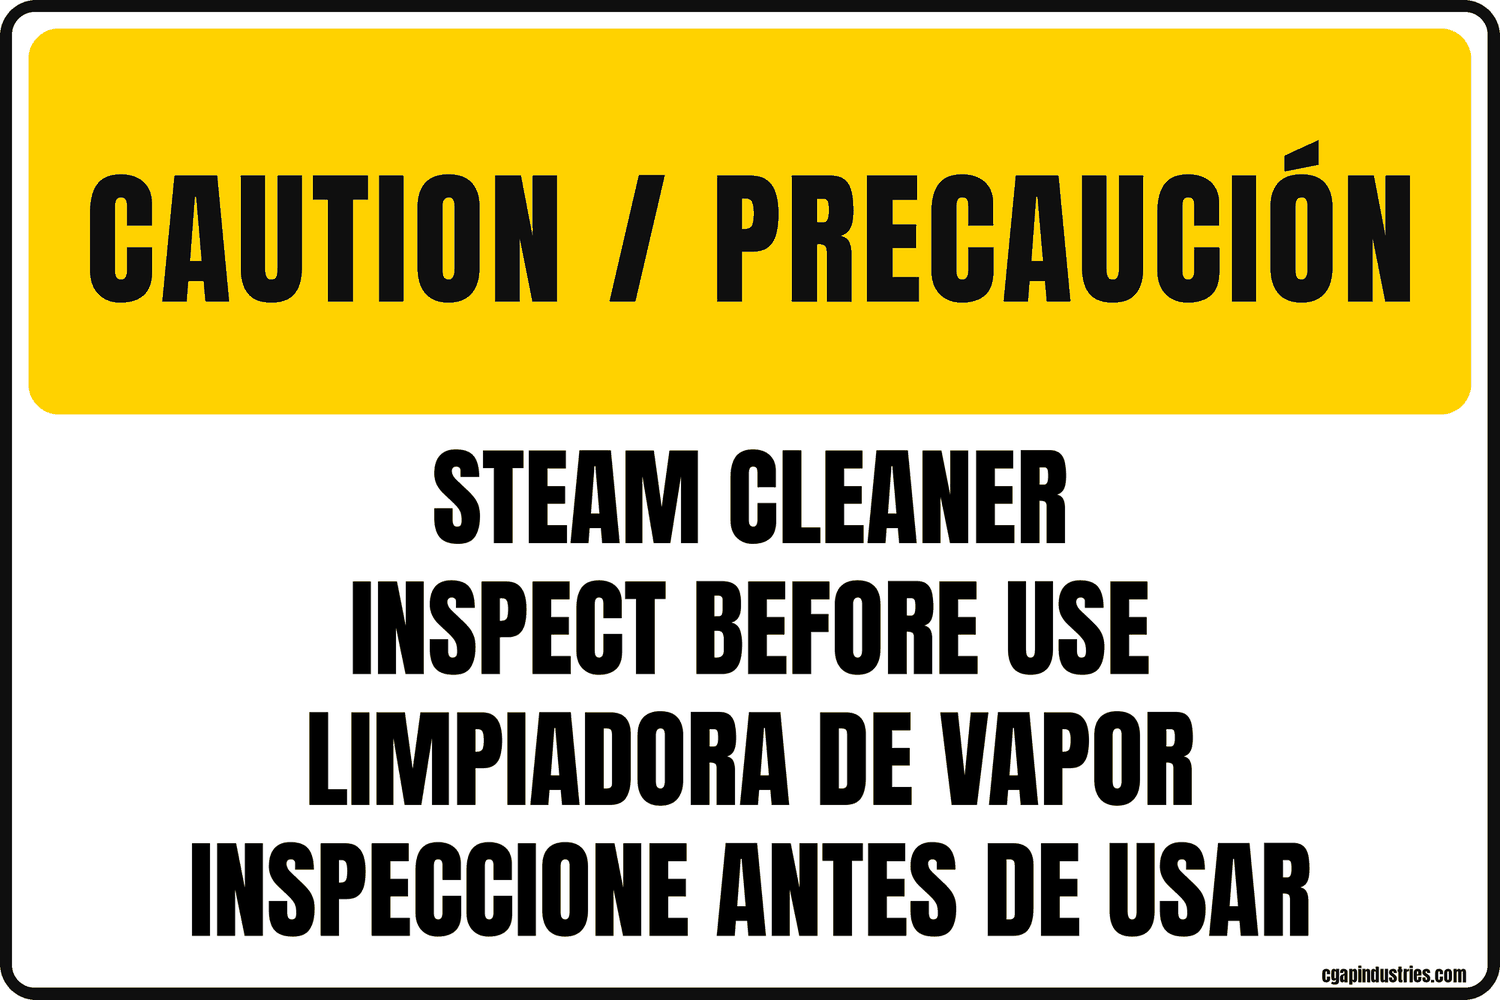 CAUTION / PRECAUCIÓN
STEAM CLEANER
INSPECT BEFORE USE
LIMPIADORA DE VAPOR
INSPECCIONE ANTES DE USAR
cgapindustries.com